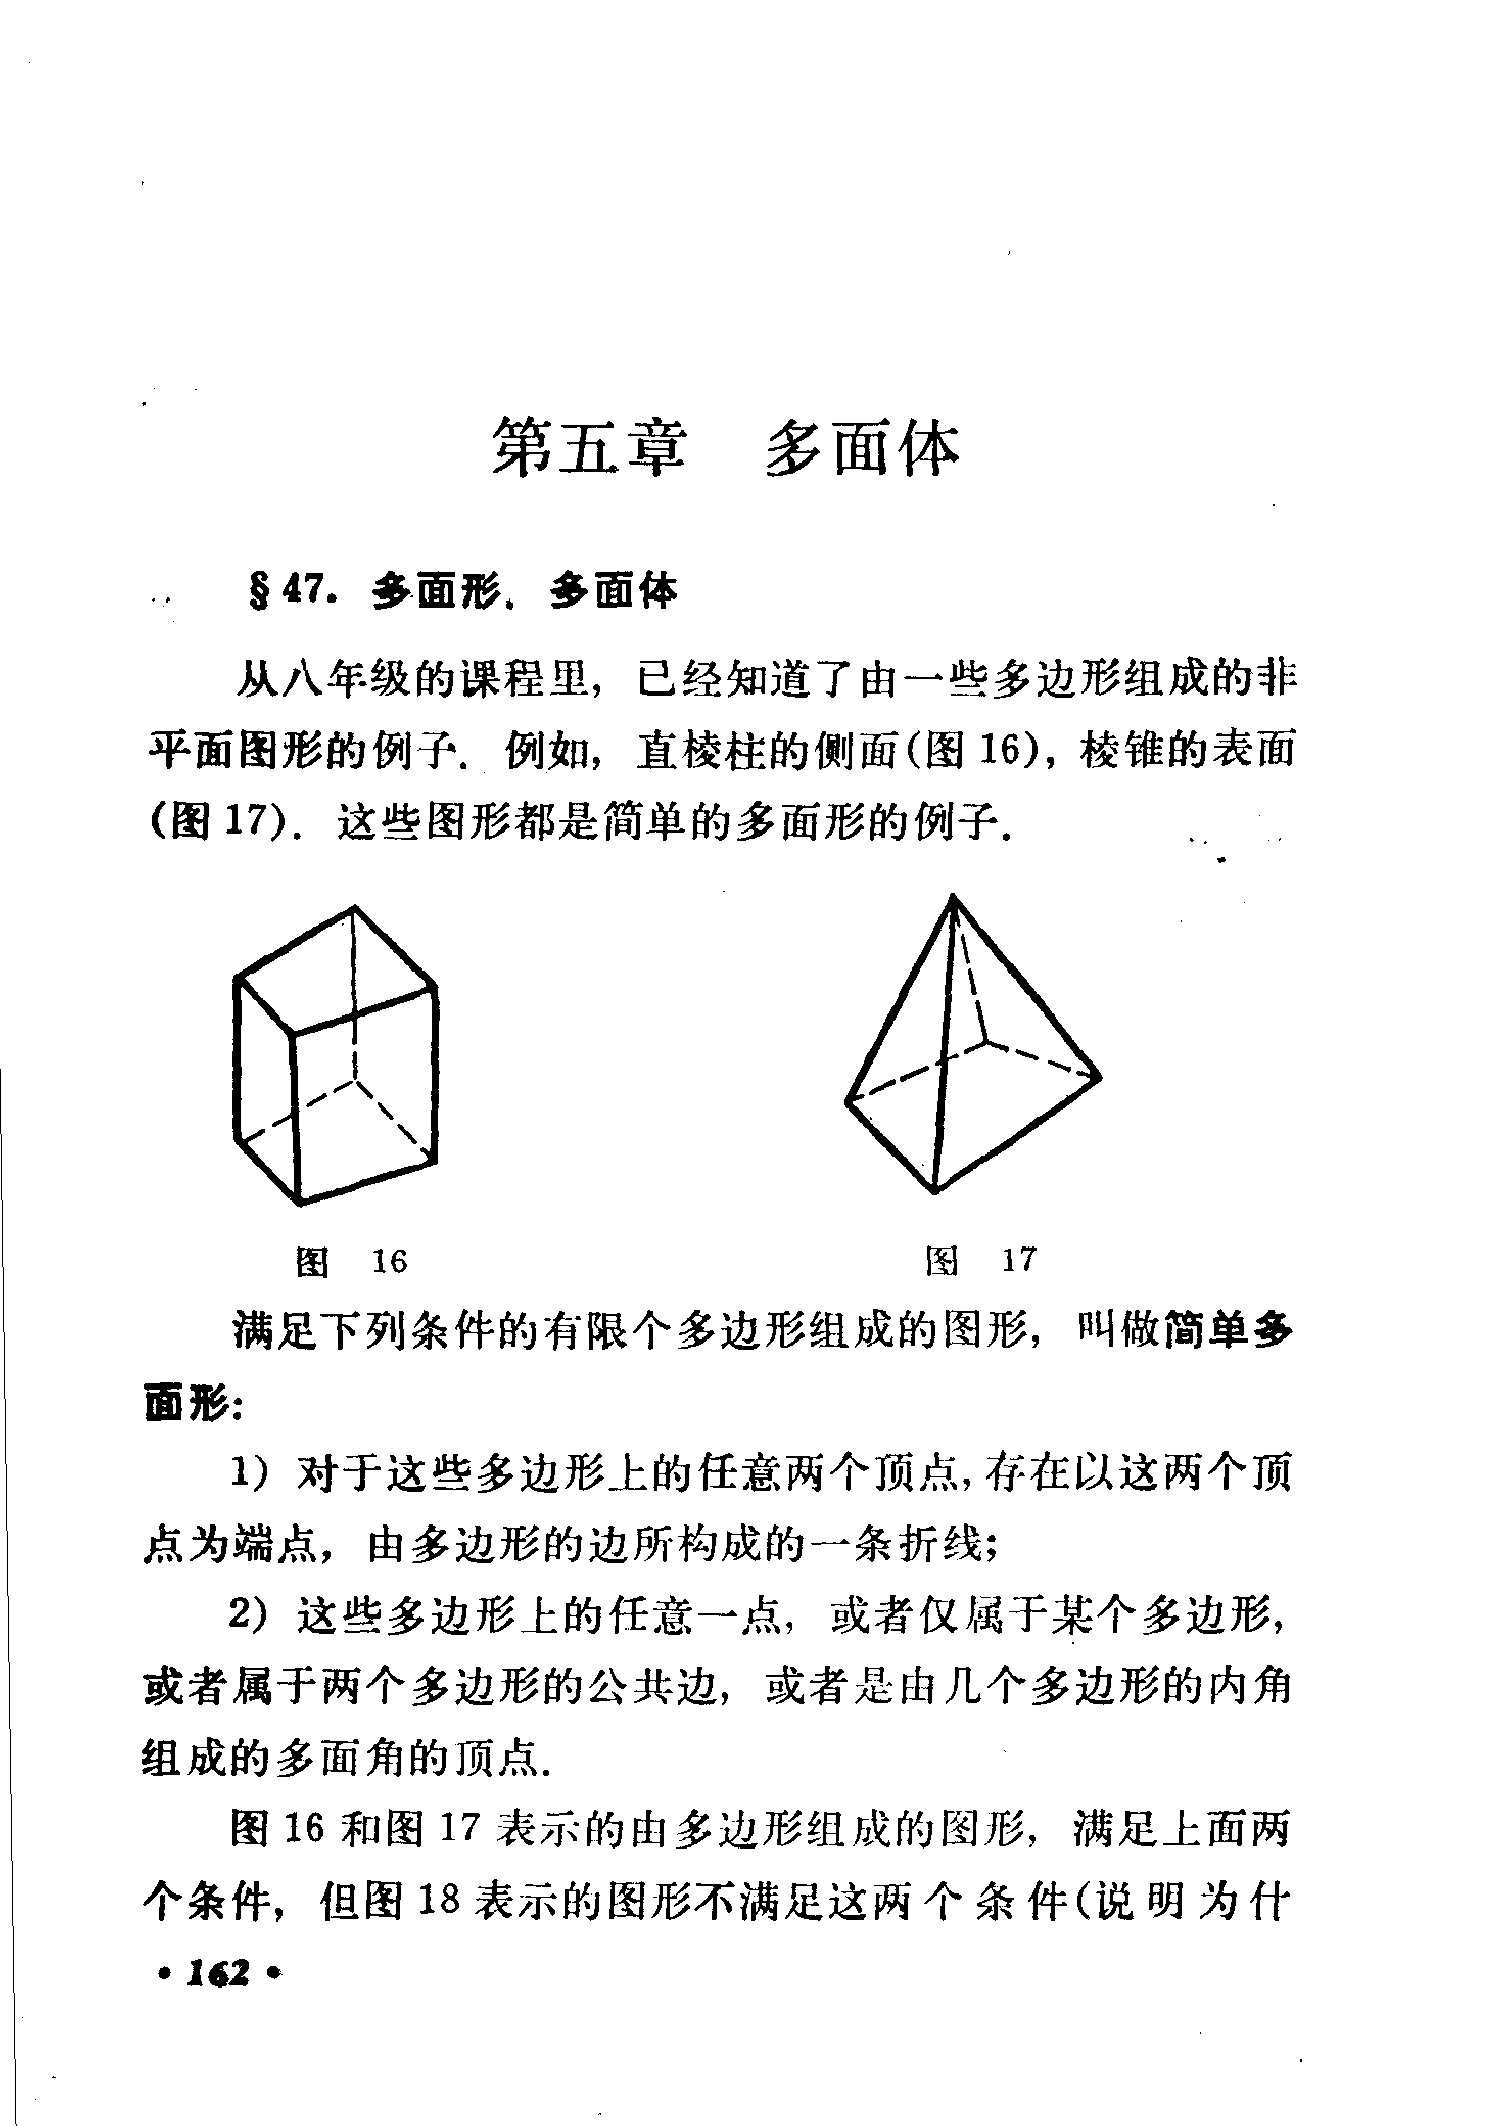 第五章　多面体
§47. 多面形、多面体
从八年级的课程里，已经知道了由一些多边形组成的非
平面图形的例子．例如，直棱柱的侧面(图 16)，棱锥的表面
(图 17)．这些图形都是简单的多面形的例子．
图　16
图　17
满足下列条件的有限个多边形组成的图形，叫做简单多
面形：
1) 对于这些多边形上的任意两个顶点，存在以这两个顶
点为端点，由多边形的边所构成的一条折线；
2) 这些多边形上的任意一点，或者仅属于某个多边形，
或者属于两个多边形的公共边，或者是由几个多边形的内角
组成的多面角的顶点．
图 16 和图 17 表示的由多边形组成的图形，满足上面两
个条件，但图 18 表示的图形不满足这两个条件(说明为什
• 162 •